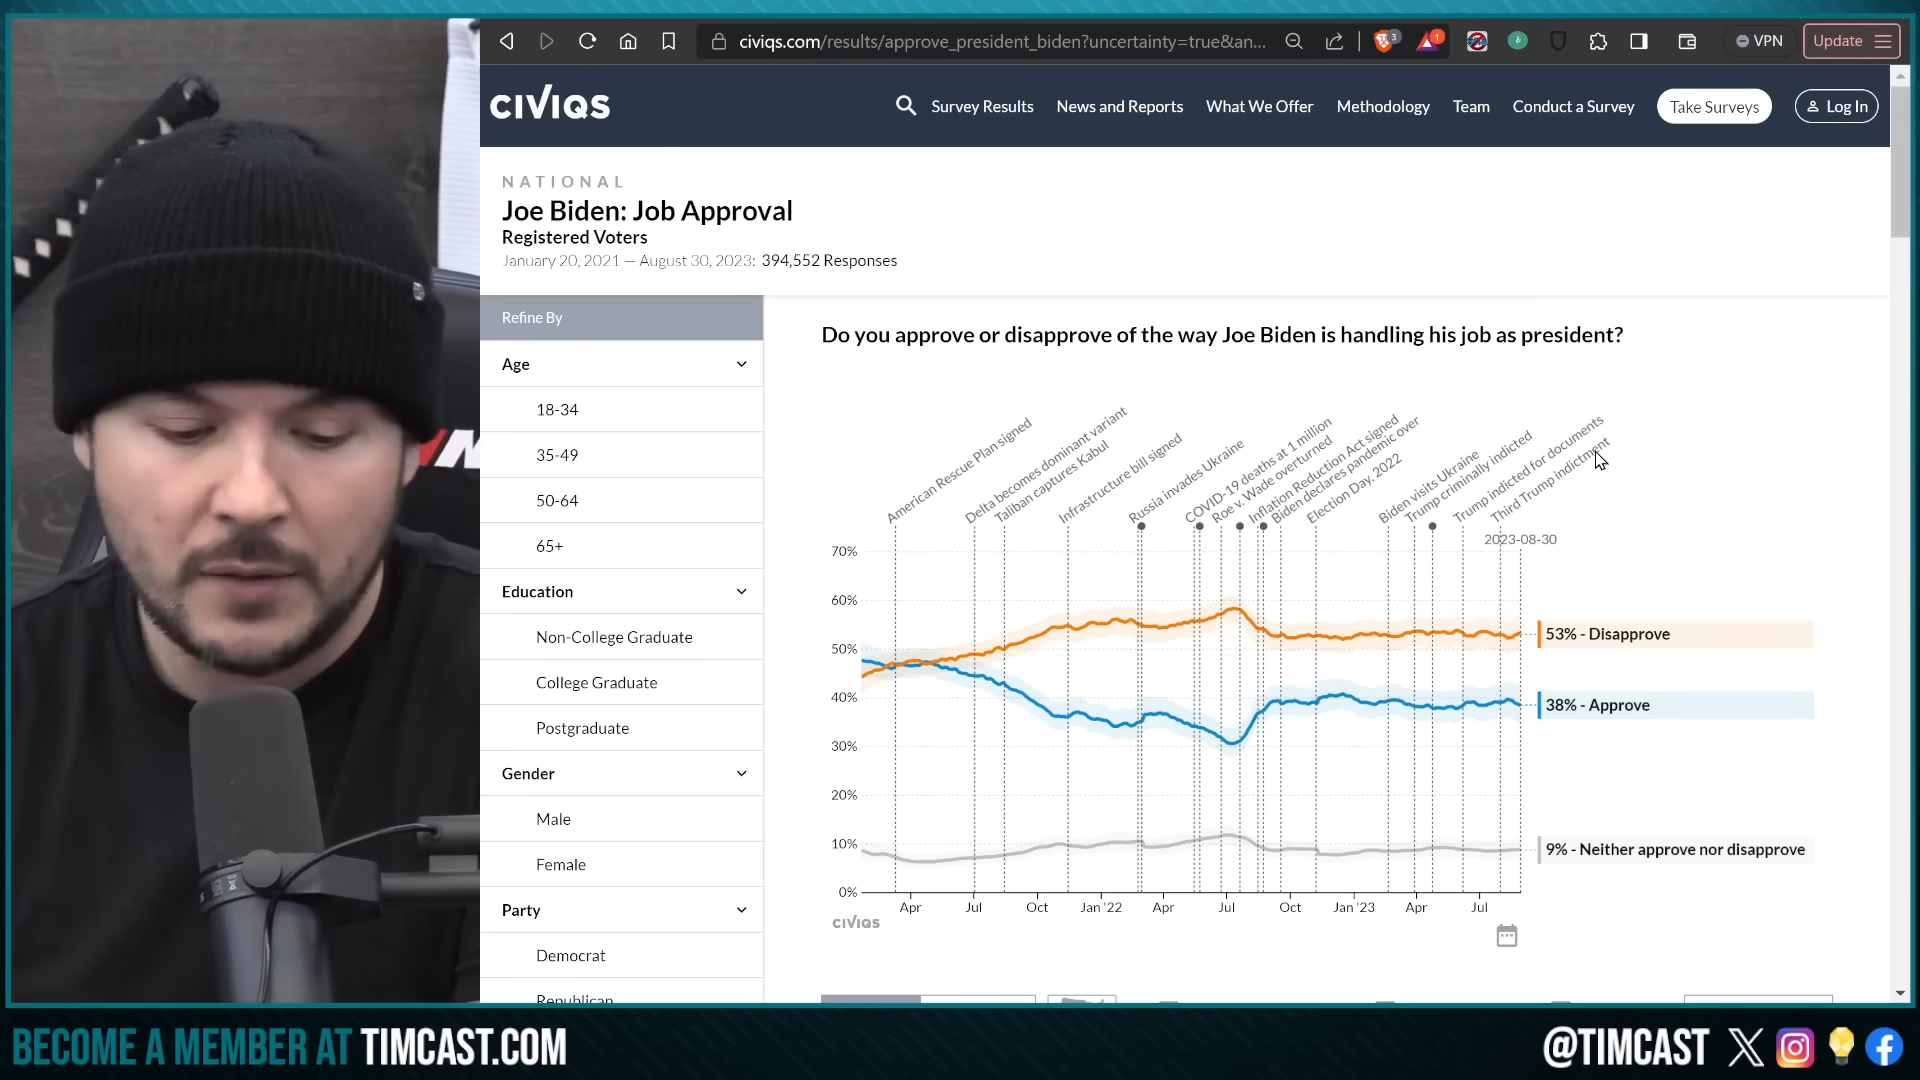 civiqs.com/results/approve_president_biden?uncertainty=true&an...
3
1
VPN
Update
CIVIQS
Survey Results
News and Reports
What We Offer
Methodology
Team
Conduct a Survey
Take Surveys
Log In
NATIONAL
Joe Biden: Job Approval
Registered Voters
January 20, 2021 — August 30, 2023: 394,552 Responses
Refine By
Age
18-34
35-49
50-64
65+
Education
Non-College Graduate
College Graduate
Postgraduate
Gender
Male
Female
Party
Democrat
Republican
Do you approve or disapprove of the way Joe Biden is handling his job as president?
American Rescue Plan signed
Delta becomes dominant variant
Taliban captures Kabul
Infrastructure bill signed
Russia invades Ukraine
COVID-19 deaths at 1 million
Roe v. Wade overturned
Inflation Reduction Act signed
Biden declares pandemic over
Election Day, 2022
Biden visits Ukraine
Trump criminally indicted
Trump indicted for documents
Third Trump indictment
2023-08-30
70%
60%
50%
40%
30%
20%
10%
0%
53% - Disapprove
38% - Approve
9% - Neither approve nor disapprove
Apr
Jul
Oct
Jan '22
Apr
Jul
Oct
Jan '23
Apr
Jul
CIVIQS
BECOME A MEMBER AT TIMCAST.COM
@TIMCAST